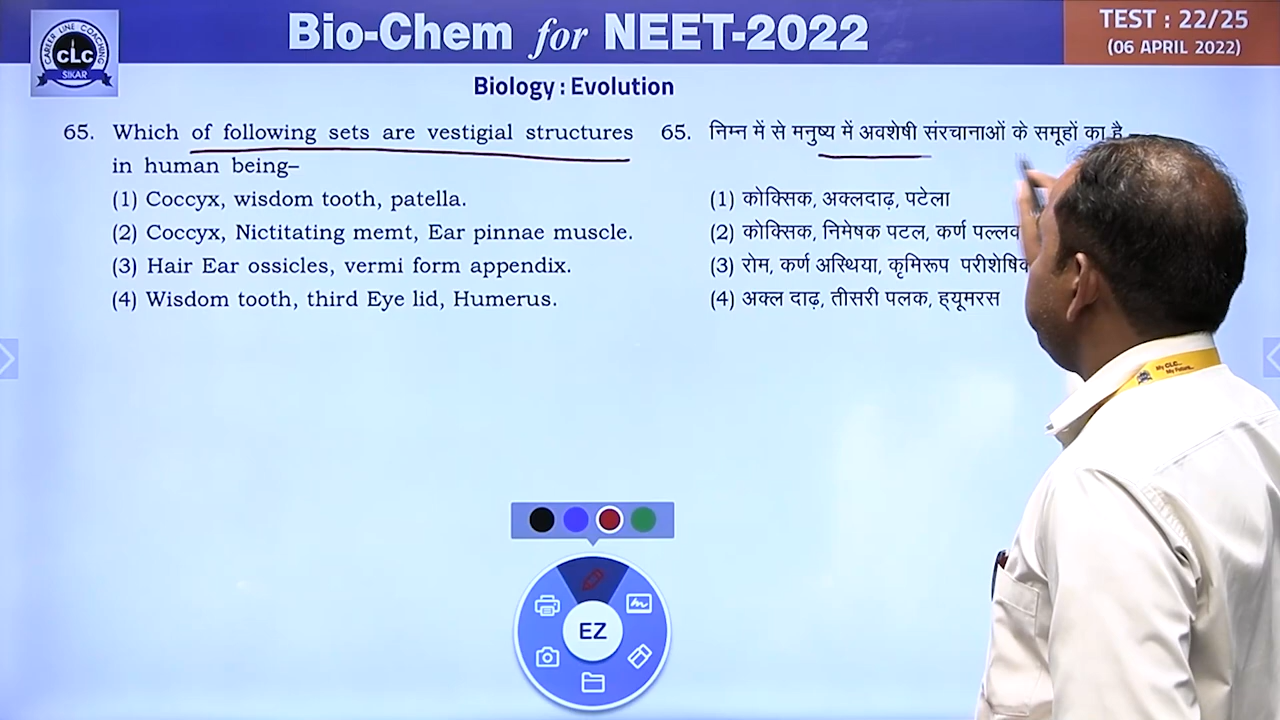 Bio-Chem for NEET-2022
TEST : 22/25
(06 APRIL 2022)
CAREER LINE COACHING
CLC
SIKAR
Biology : Evolution
65. Which of following sets are vestigial structures
in human being–
(1) Coccyx, wisdom tooth, patella.
(2) Coccyx, Nictitating memt, Ear pinnae muscle.
(3) Hair Ear ossicles, vermi form appendix.
(4) Wisdom tooth, third Eye lid, Humerus.
65. निम्न में से मनुष्य में अवशेषी संरचानाओं के समूहों का है
(1) कोक्सिक, अक्लदाढ़, पटेला
(2) कोक्सिक, निमेषक पटल, कर्ण पल्लव
(3) रोम, कर्ण अस्थिया, कृमिरूप
(4) अक्ल दाढ़, तीसरी पलक, ह्यूमरस
My CLC...
My Future...
EZ